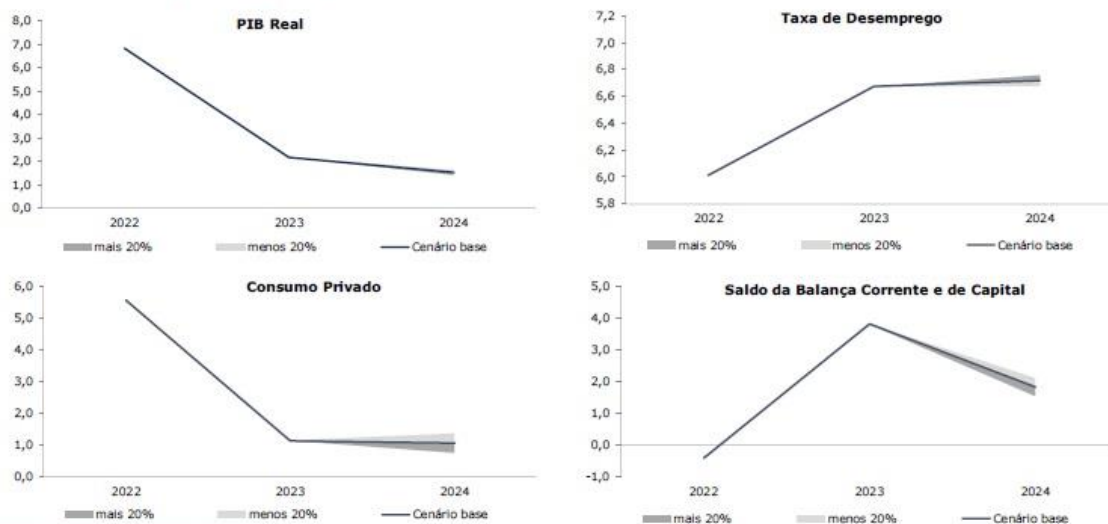 PIB Real
8,0
7,0
6,0
5,0
4,0
3,0
2,0
1,0
0,0
2022 2023 2024
mais 20% menos 20% Cenário base
Taxa de Desemprego
7,2
7,0
6,8
6,6
6,4
6,2
6,0
5,8
2022 2023 2024
mais 20% menos 20% Cenário base
Consumo Privado
6,0
5,0
4,0
3,0
2,0
1,0
0,0
2022 2023 2024
mais 20% menos 20% Cenário base
Saldo da Balança Corrente e de Capital
5,0
4,0
3,0
2,0
1,0
0,0
-1,0
2022 2023 2024
mais 20% menos 20% Cenário base